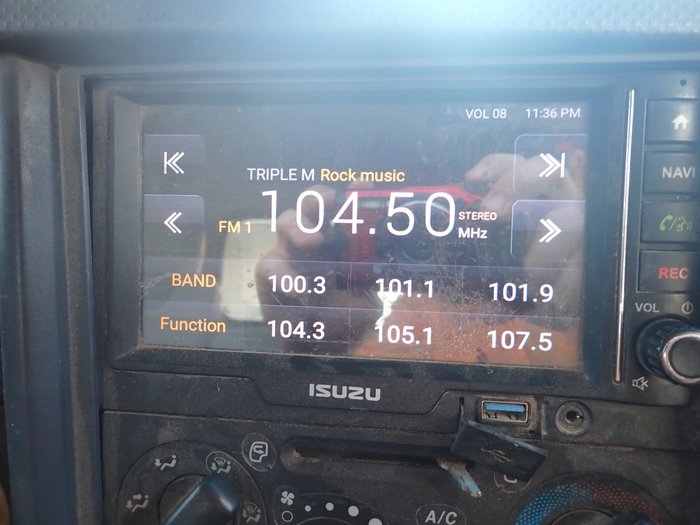 VOL 08 11:36 PM
TRIPLE M Rock music
FM 1 104.50 STEREO MHz
BAND 100.3 101.1 101.9
Function 104.3 105.1 107.5
NAVI
REC
VOL
ISUZU
A/C